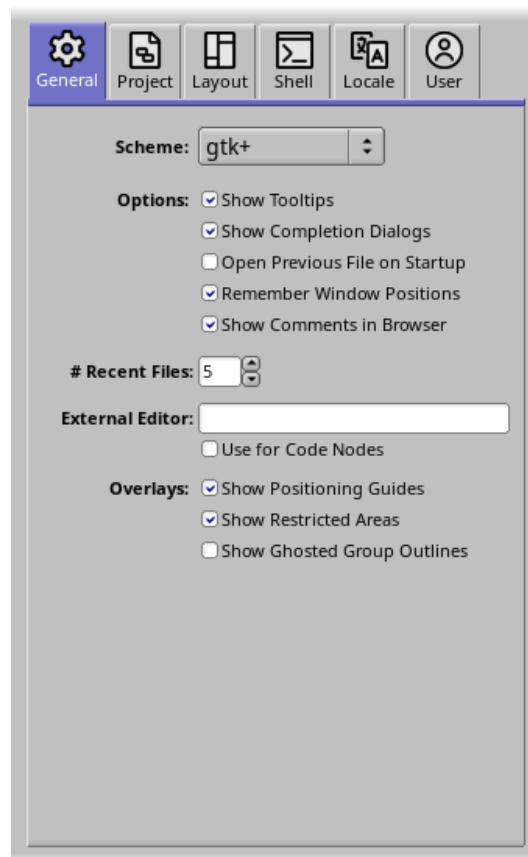 General Project Layout Shell Locale User
Scheme: gtk+
Options: Show Tooltips
Show Completion Dialogs
Open Previous File on Startup
Remember Window Positions
Show Comments in Browser
# Recent Files: 5
External Editor:
Use for Code Nodes
Overlays: Show Positioning Guides
Show Restricted Areas
Show Ghosted Group Outlines